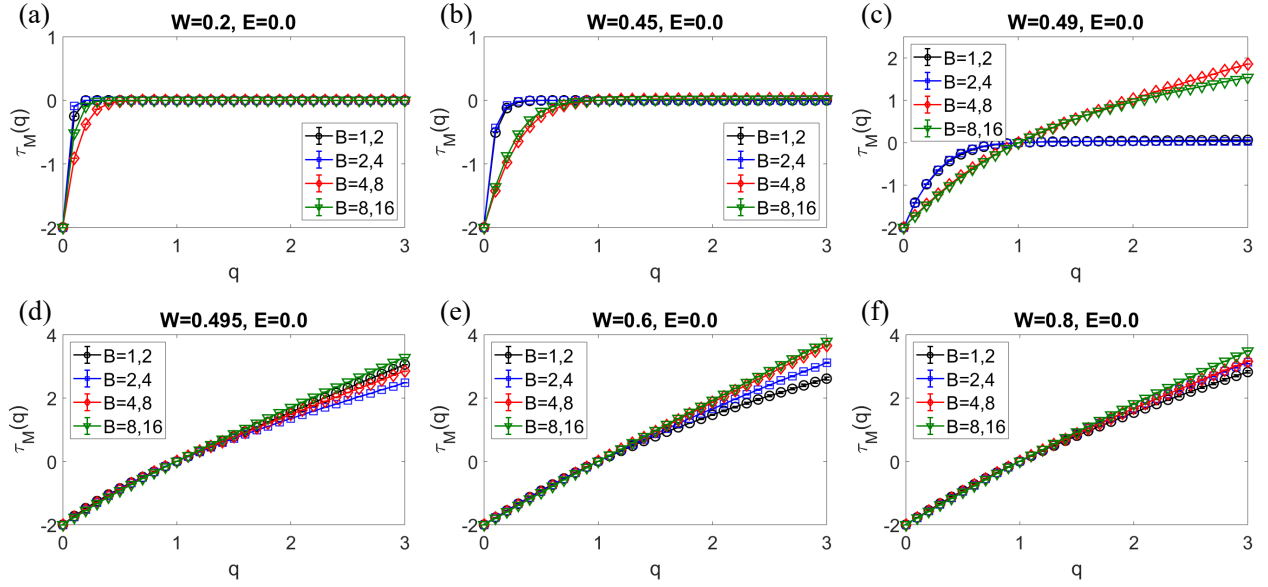 (a)
W=0.2, E=0.0
1
0
-1
-2
τ_M(q)
0
1
2
3
q
B=1,2
B=2,4
B=4,8
B=8,16
(b)
W=0.45, E=0.0
1
0
-1
-2
τ_M(q)
0
1
2
3
q
B=1,2
B=2,4
B=4,8
B=8,16
(c)
W=0.49, E=0.0
2
1
0
-1
-2
τ_M(q)
0
1
2
3
q
B=1,2
B=2,4
B=4,8
B=8,16
(d)
W=0.495, E=0.0
4
2
0
-2
τ_M(q)
0
1
2
3
q
B=1,2
B=2,4
B=4,8
B=8,16
(e)
W=0.6, E=0.0
4
2
0
-2
τ_M(q)
0
1
2
3
q
B=1,2
B=2,4
B=4,8
B=8,16
(f)
W=0.8, E=0.0
4
2
0
-2
τ_M(q)
0
1
2
3
q
B=1,2
B=2,4
B=4,8
B=8,16